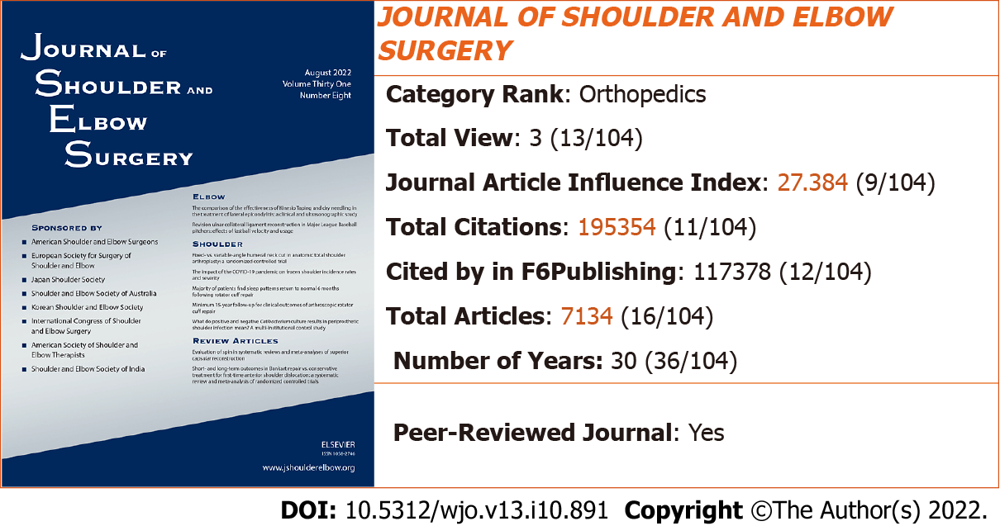 JOURNAL OF
SHOULDER AND
ELBOW
SURGERY
August 2022
Volume Thirty One
Number Eight
SPONSORED BY
American Shoulder and Elbow Surgeons
European Society for Surgery of
Shoulder and Elbow
Japan Shoulder Society
Shoulder and Elbow Society of Australia
Korean Shoulder and Elbow Society
International Congress of Shoulder
and Elbow Surgery
American Society of Shoulder and
Elbow Therapists
Shoulder and Elbow Society of India
ELBOW
The comparison of the effectiveness of Kinesio Taping and dry needling in
the treatment of lateral epicondylitis: a clinical and ultrasonographic study
Revision ulnar collateral ligament reconstruction in Major League Baseball
pitchers: effects of fastball velocity and usage
SHOULDER
Fixed- vs. variable-angle humeral neck cut in anatomic total shoulder
arthroplasty: a randomized controlled trial
The impact of the COVID-19 pandemic on frozen shoulder incidence rates
and severity
Majority of patients find sleep patterns return to normal 6 months
following rotator cuff repair
Minimum 15-year follow-up for clinical outcomes of arthroscopic rotator
cuff repair
What do positive and negative Cutibacterium culture results in periprosthetic
shoulder infection mean? A multi-institutional control study
REVIEW ARTICLES
Evaluation of spin in systematic reviews and meta-analyses of superior
capsular reconstruction
Short- and long-term outcomes in Bankart repair vs. conservative
treatment for first-time anterior shoulder dislocation: a systematic
review and meta-analysis of randomized controlled trials
ELSEVIER
ISSN 1058-2746
www.jshoulderelbow.org
JOURNAL OF SHOULDER AND ELBOW
SURGERY
Category Rank: Orthopedics
Total View: 3 (13/104)
Journal Article Influence Index: 27.384 (9/104)
Total Citations: 195354 (11/104)
Cited by in F6Publishing: 117378 (12/104)
Total Articles: 7134 (16/104)
Number of Years: 30 (36/104)
Peer-Reviewed Journal: Yes
DOI: 10.5312/wjo.v13.i10.891 Copyright ©The Author(s) 2022.